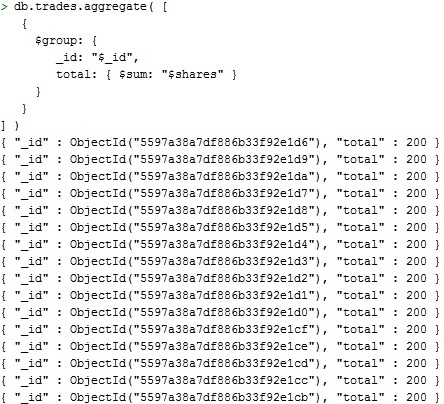 > db.trades.aggregate( [
{
$group: {
_id: "$_id",
total: { $sum: "$shares" }
}
}
] )
{ "_id" : ObjectId("5597a38a7df886b33f92e1d6"), "total" : 200 }
{ "_id" : ObjectId("5597a38a7df886b33f92e1d9"), "total" : 200 }
{ "_id" : ObjectId("5597a38a7df886b33f92e1da"), "total" : 200 }
{ "_id" : ObjectId("5597a38a7df886b33f92e1d7"), "total" : 200 }
{ "_id" : ObjectId("5597a38a7df886b33f92e1d8"), "total" : 200 }
{ "_id" : ObjectId("5597a38a7df886b33f92e1d5"), "total" : 200 }
{ "_id" : ObjectId("5597a38a7df886b33f92e1d4"), "total" : 200 }
{ "_id" : ObjectId("5597a38a7df886b33f92e1d3"), "total" : 200 }
{ "_id" : ObjectId("5597a38a7df886b33f92e1d2"), "total" : 200 }
{ "_id" : ObjectId("5597a38a7df886b33f92e1d1"), "total" : 200 }
{ "_id" : ObjectId("5597a38a7df886b33f92e1d0"), "total" : 200 }
{ "_id" : ObjectId("5597a38a7df886b33f92e1cf"), "total" : 200 }
{ "_id" : ObjectId("5597a38a7df886b33f92e1ce"), "total" : 200 }
{ "_id" : ObjectId("5597a38a7df886b33f92e1cd"), "total" : 200 }
{ "_id" : ObjectId("5597a38a7df886b33f92e1cc"), "total" : 200 }
{ "_id" : ObjectId("5597a38a7df886b33f92e1cb"), "total" : 200 }